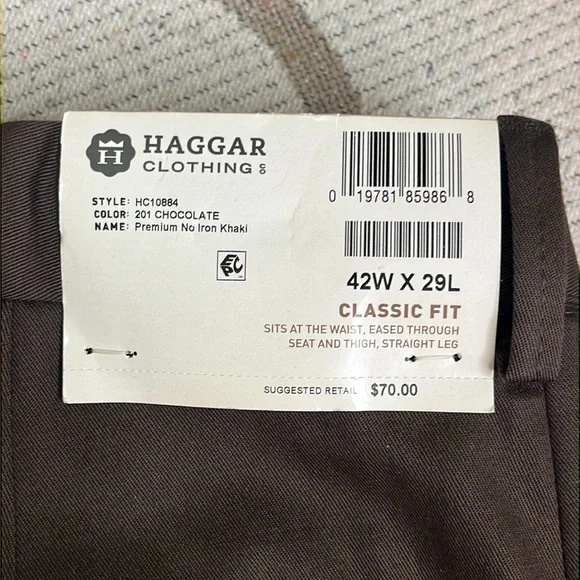 H
HAGGAR
CLOTHING CO
STYLE: HC10884
COLOR: 201 CHOCOLATE
NAME: Premium No Iron Khaki
0 19781 85986 8
EPC
42W X 29L
CLASSIC FIT
SITS AT THE WAIST, EASED THROUGH
SEAT AND THIGH, STRAIGHT LEG
SUGGESTED RETAIL $70.00